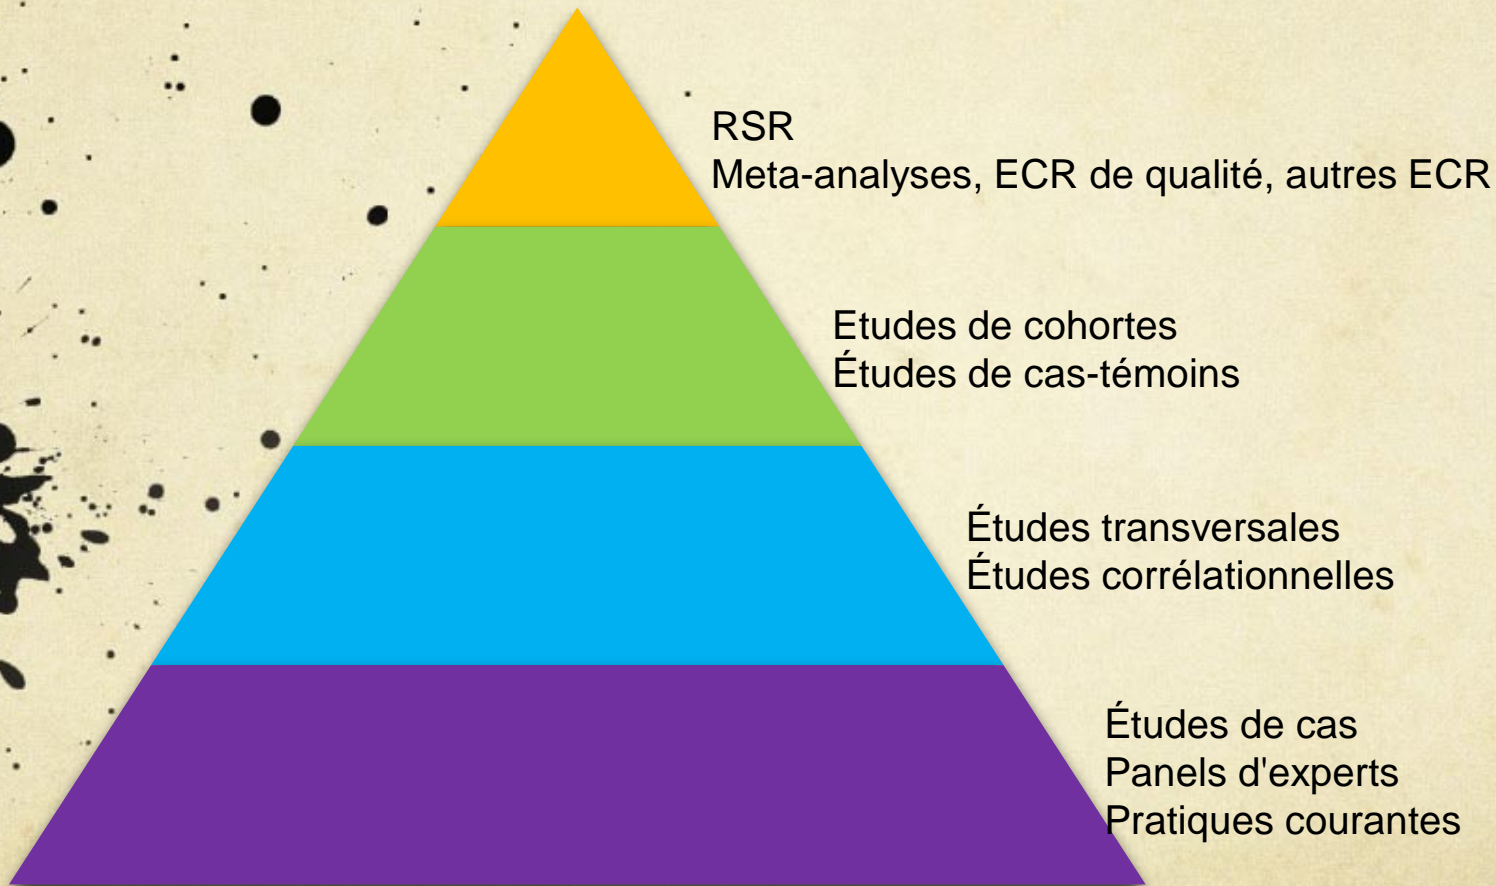 RSR
Meta-analyses, ECR de qualité, autres ECR
Etudes de cohortes
Études de cas-témoins
Études transversales
Études corrélationnelles
Études de cas
Panels d'experts
Pratiques courantes